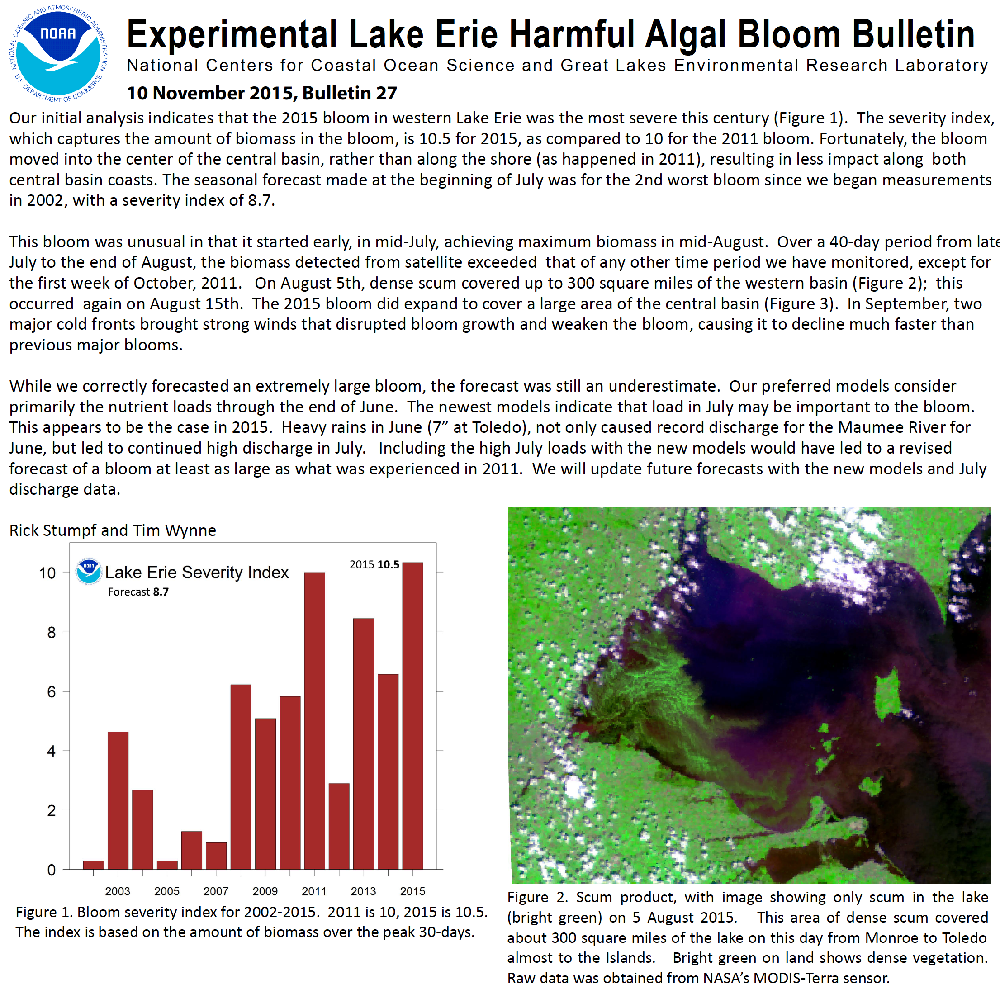 NATIONAL OCEANIC AND ATMOSPHERIC ADMINISTRATION
NOAA
U.S. DEPARTMENT OF COMMERCE
Experimental Lake Erie Harmful Algal Bloom Bulletin
National Centers for Coastal Ocean Science and Great Lakes Environmental Research Laboratory
10 November 2015, Bulletin 27
Our initial analysis indicates that the 2015 bloom in western Lake Erie was the most severe this century (Figure 1).  The severity index,
which captures the amount of biomass in the bloom, is 10.5 for 2015, as compared to 10 for the 2011 bloom. Fortunately, the bloom
moved into the center of the central basin, rather than along the shore (as happened in 2011), resulting in less impact along  both
central basin coasts. The seasonal forecast made at the beginning of July was for the 2nd worst bloom since we began measurements
in 2002, with a severity index of 8.7.
This bloom was unusual in that it started early, in mid-July, achieving maximum biomass in mid-August.  Over a 40-day period from late
July to the end of August, the biomass detected from satellite exceeded  that of any other time period we have monitored, except for
the first week of October, 2011.   On August 5th, dense scum covered up to 300 square miles of the western basin (Figure 2);  this
occurred  again on August 15th.  The 2015 bloom did expand to cover a large area of the central basin (Figure 3).  In September, two
major cold fronts brought strong winds that disrupted bloom growth and weaken the bloom, causing it to decline much faster than
previous major blooms.
While we correctly forecasted an extremely large bloom, the forecast was still an underestimate.  Our preferred models consider
primarily the nutrient loads through the end of June.  The newest models indicate that load in July may be important to the bloom.
This appears to be the case in 2015.  Heavy rains in June (7” at Toledo), not only caused record discharge for the Maumee River for
June, but led to continued high discharge in July.   Including the high July loads with the new models would have led to a revised
forecast of a bloom at least as large as what was experienced in 2011.  We will update future forecasts with the new models and July
discharge data.
Rick Stumpf and Tim Wynne
NOAA
Lake Erie Severity Index
Forecast 8.7
2015 10.5
10
8
6
4
2
0
2003 2005 2007 2009 2011 2013 2015
Figure 1. Bloom severity index for 2002-2015.  2011 is 10, 2015 is 10.5.
The index is based on the amount of biomass over the peak 30-days.
Figure 2. Scum product, with image showing only scum in the lake
(bright green) on 5 August 2015.   This area of dense scum covered
about 300 square miles of the lake on this day from Monroe to Toledo
almost to the Islands.   Bright green on land shows dense vegetation.
Raw data was obtained from NASA’s MODIS-Terra sensor.